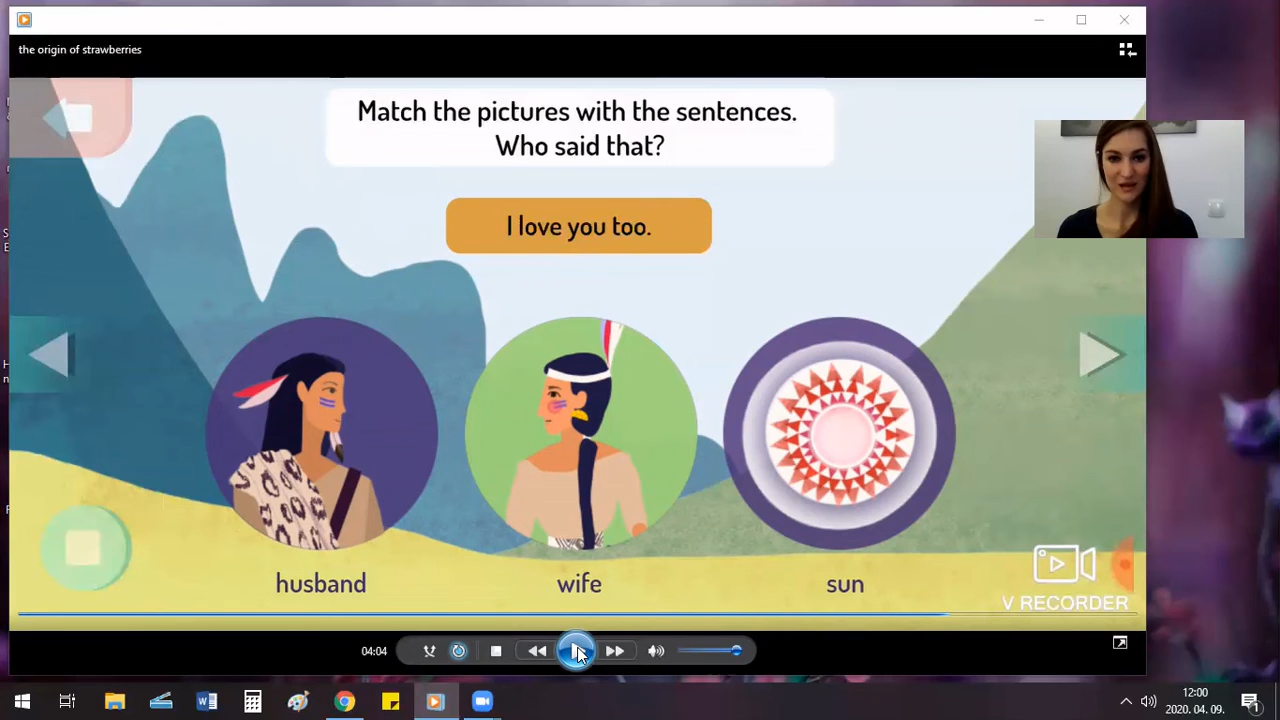 the origin of strawberries
Match the pictures with the sentences.
Who said that?
I love you too.
husband
wife
sun
V RECORDER
04:04
12:00
2020. 04. 09.
1